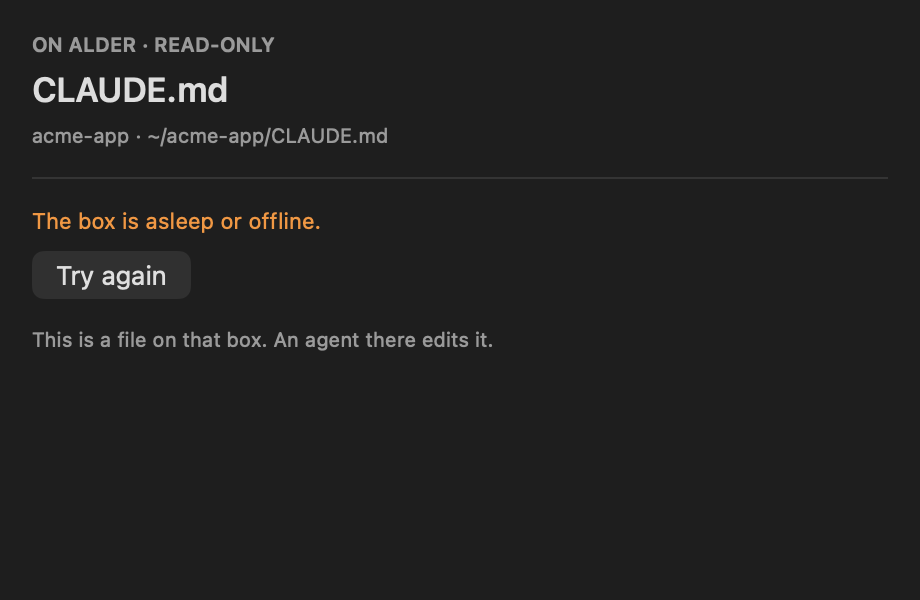 ON ALDER · READ-ONLY
CLAUDE.md
acme-app · ~/acme-app/CLAUDE.md
The box is asleep or offline.
Try again
This is a file on that box. An agent there edits it.